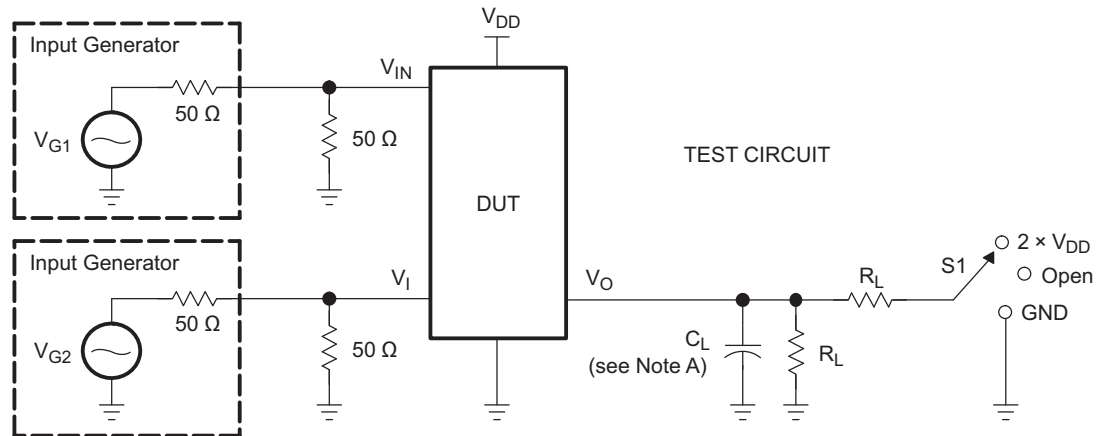 V_DD
Input Generator
V_IN
50 Ω
50 Ω
V_G1
TEST CIRCUIT
DUT
2 × V_DD
Input Generator
V_I
V_O
R_L
S1
Open
50 Ω
GND
V_G2
50 Ω
C_L
(see Note A)
R_L